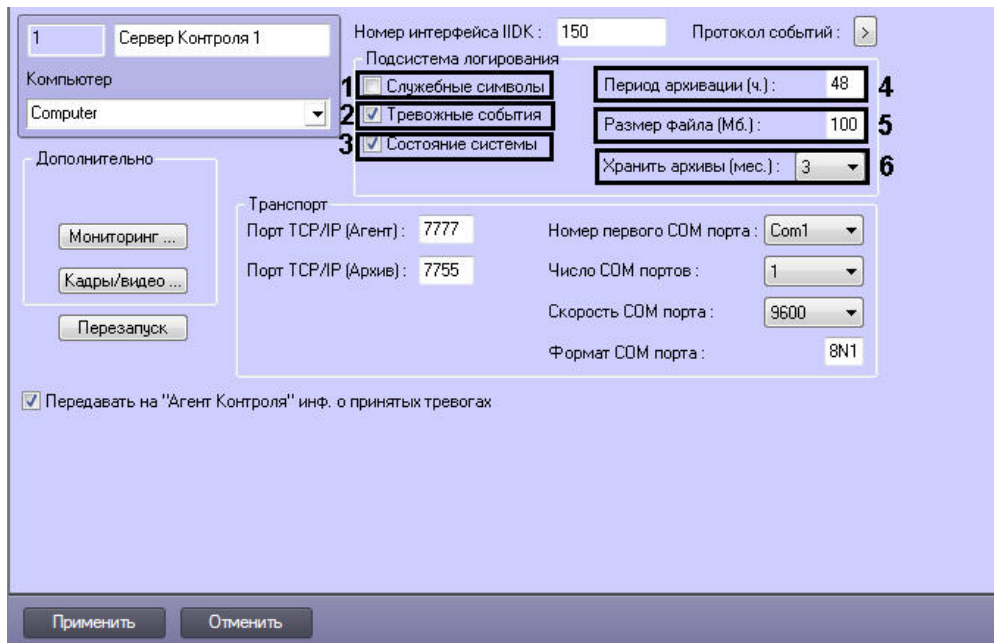 1 Сервер Контроля 1
Номер интерфейса IIDK : 150 Протокол событий : >
Компьютер
Computer
Подсистема логирования
1 Служебные символы
2 Тревожные события
3 Состояние системы
Период архивации (ч.) : 48 4
Размер файла (Мб.) : 100 5
Хранить архивы (мес.) : 3 6
Дополнительно
Мониторинг ...
Кадры/видео ...
Перезапуск
Транспорт
Порт TCP/IP (Агент) : 7777
Порт TCP/IP (Архив) : 7755
Номер первого COM порта : Com1
Число COM портов : 1
Скорость COM порта : 9600
Формат COM порта : 8N1
Передавать на "Агент Контроля" инф. о принятых тревогах
Применить Отменить